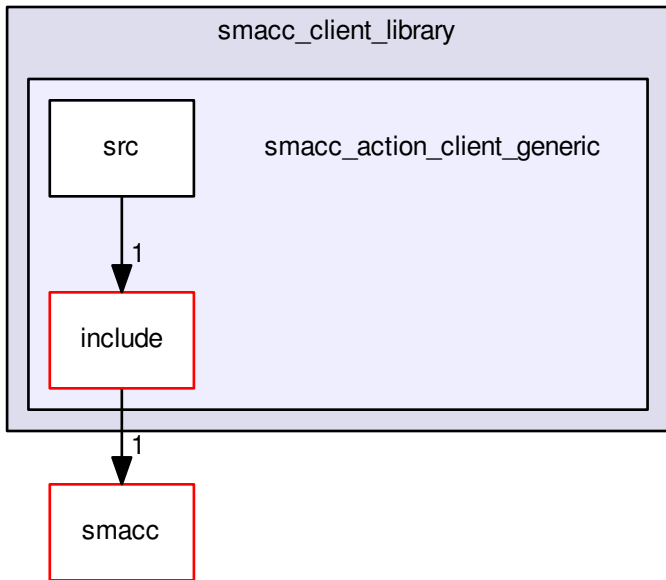 smacc_client_library
src
smacc_action_client_generic
1
include
1
smacc